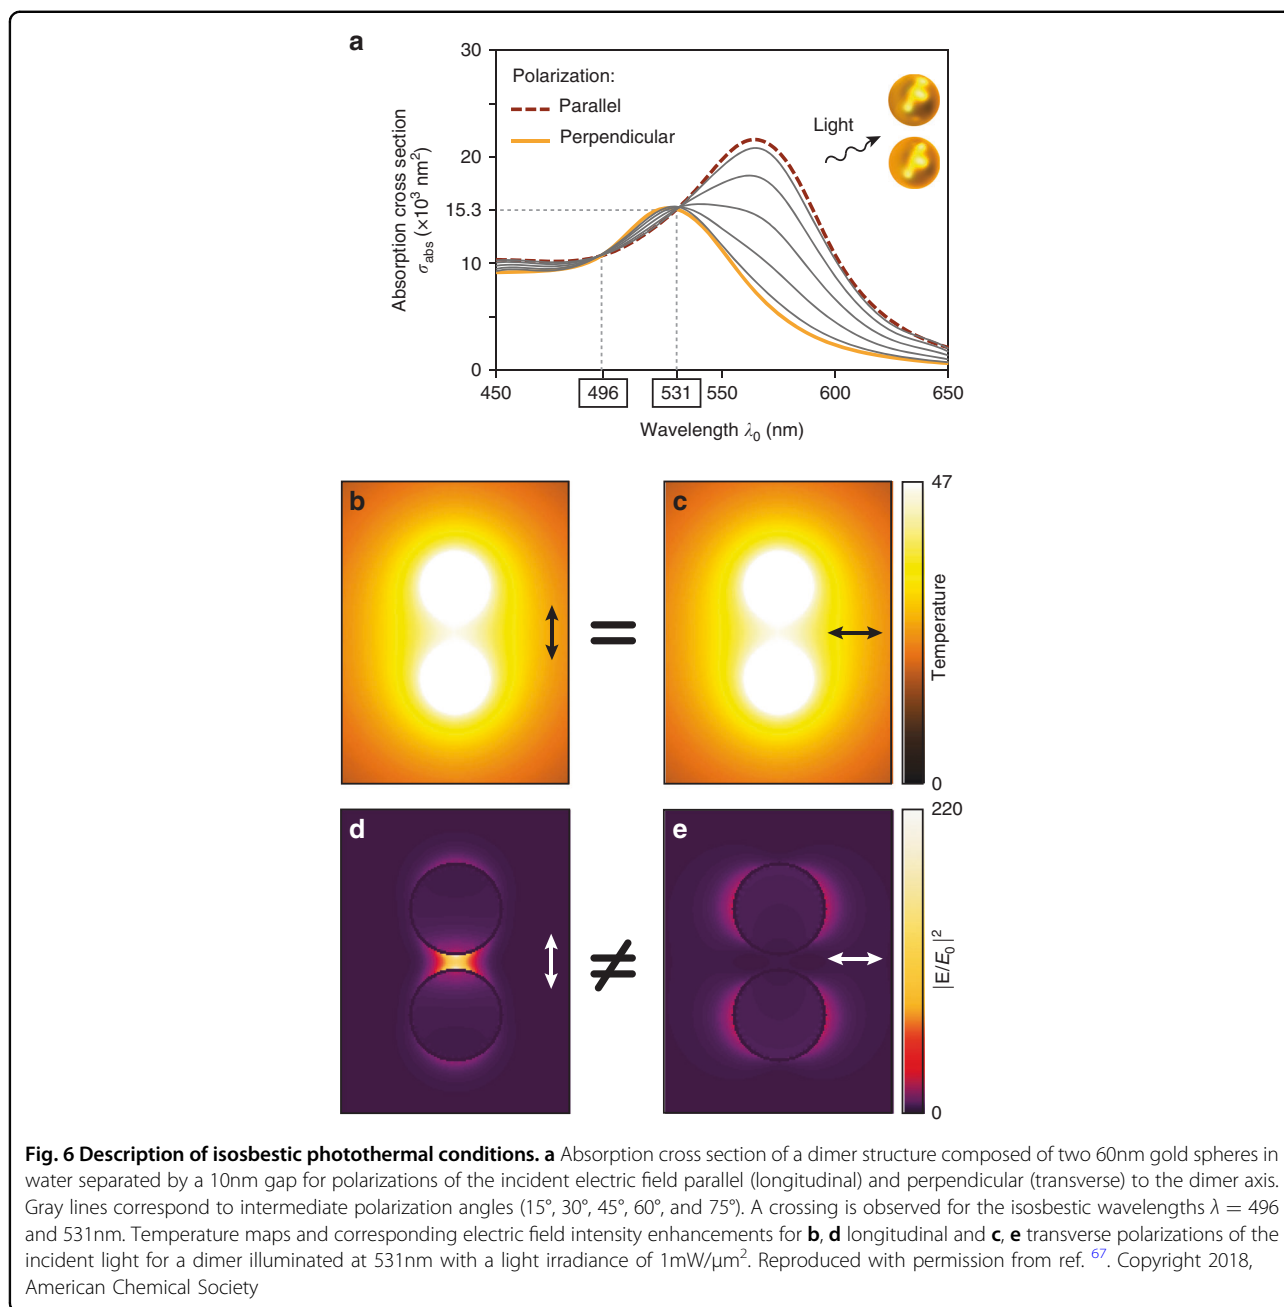 a
30
Polarization:
Parallel
Perpendicular
Light
20
15.3
10
0
Absorption cross section
σabs (×10³ nm²)
450
496
531
550
600
650
Wavelength λ0 (nm)
b
=
c
47
Temperature
0
d
≠
e
220
|E/E0|²
0
Fig. 6 Description of isosbestic photothermal conditions. a Absorption cross section of a dimer structure composed of two 60nm gold spheres in
water separated by a 10nm gap for polarizations of the incident electric field parallel (longitudinal) and perpendicular (transverse) to the dimer axis.
Gray lines correspond to intermediate polarization angles (15°, 30°, 45°, 60°, and 75°). A crossing is observed for the isosbestic wavelengths λ = 496
and 531nm. Temperature maps and corresponding electric field intensity enhancements for b, d longitudinal and c, e transverse polarizations of the
incident light for a dimer illuminated at 531nm with a light irradiance of 1mW/μm². Reproduced with permission from ref. 67. Copyright 2018,
American Chemical Society